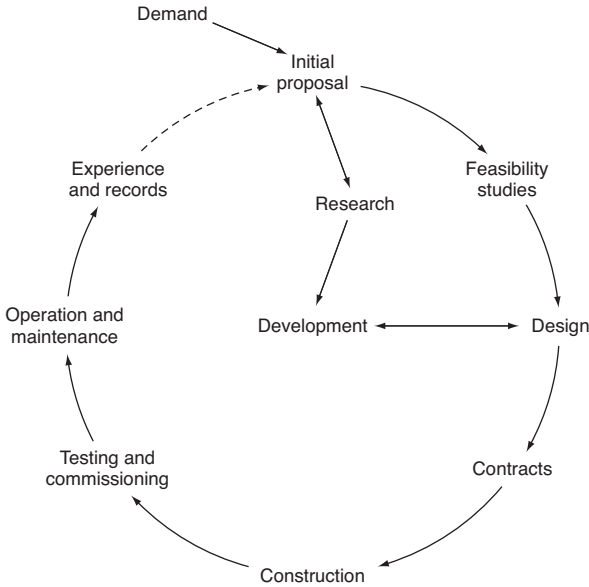 Demand
Initial
proposal
Experience
and records
Feasibility
studies
Research
Operation and
maintenance
Development
Design
Testing and
commissioning
Contracts
Construction